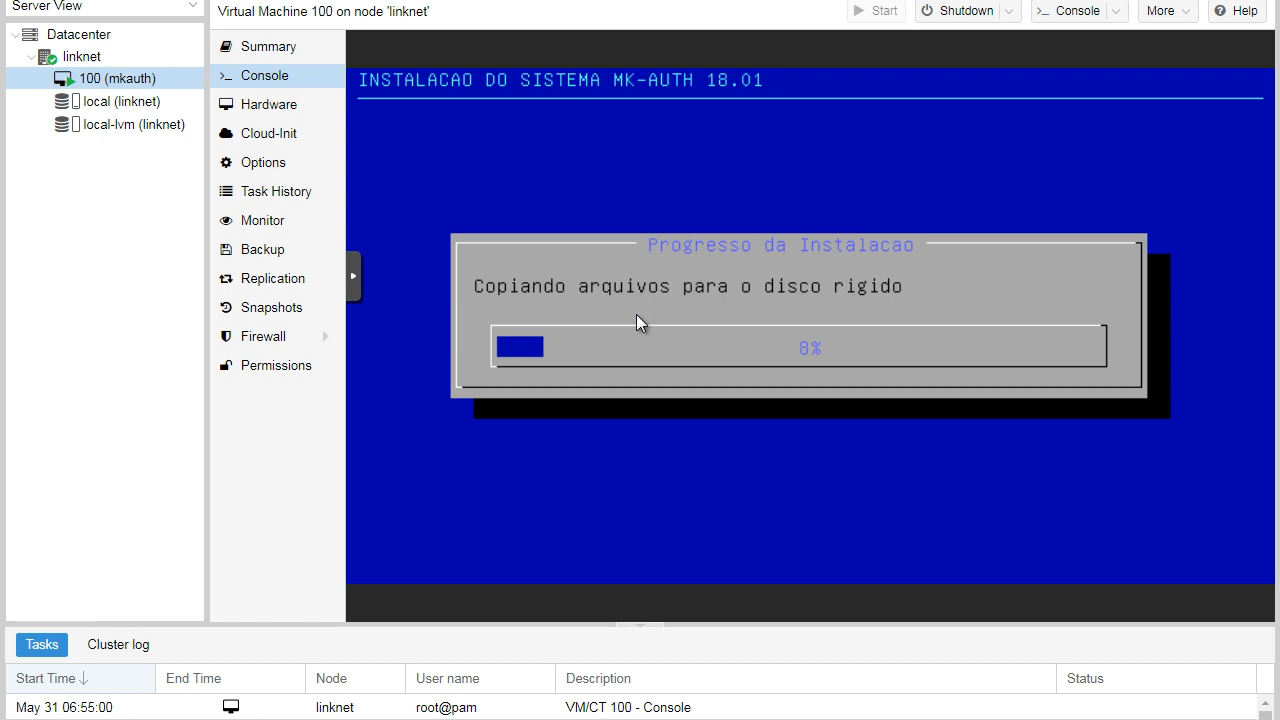 Server View
Virtual Machine 100 on node 'linknet'
Start
Shutdown
Console
More
Help
Datacenter
linknet
100 (mkauth)
local (linknet)
local-lvm (linknet)
Summary
Console
Hardware
Cloud-Init
Options
Task History
Monitor
Backup
Replication
Snapshots
Firewall
Permissions
INSTALACAO DO SISTEMA MK-AUTH 18.01
Progresso da Instalacao
Copiando arquivos para o disco rigido
8%
Tasks
Cluster log
Start Time
End Time
Node
User name
Description
Status
May 31 06:55:00
linknet
root@pam
VM/CT 100 - Console